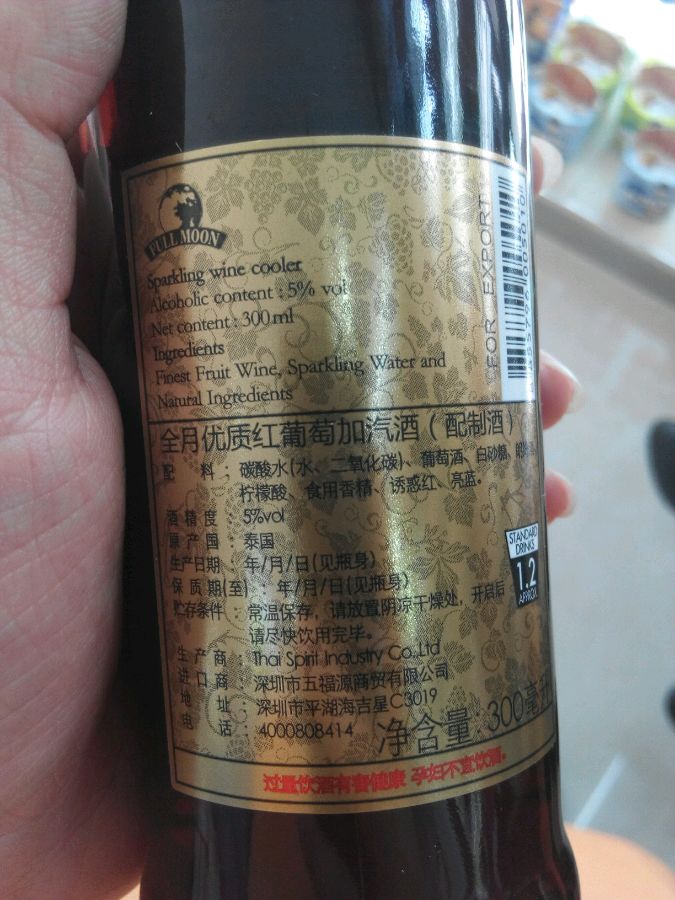 FULL MOON
Sparkling wine cooler
Alcoholic content : 5% vol
Net content : 300ml
Ingredients
Finest Fruit Wine, Sparkling Water and
Natural Ingredients
FOR EXPORT
全月优质红葡萄加汽酒（配制酒）
配 料：碳酸水(水、二氧化碳)、葡萄酒、白砂糖、
柠檬酸、食用香精、诱惑红、亮蓝。
酒精度：5%vol
原产国：泰国
生产日期：年/月/日(见瓶身)
保质期(至)：年/月/日(见瓶身)
贮存条件：常温保存，请放置阴凉干燥处，开启后
请尽快饮用完毕。
STANDARD
DRINKS
1.2
APPROX
生产商：Thai Spirit Industry Co.,Ltd
进口商：深圳市五福源商贸有限公司
地 址：深圳市平湖海吉星C3019
电 话：4000808414
净含量：300毫升
过量饮酒有害健康 孕妇不宜饮酒。